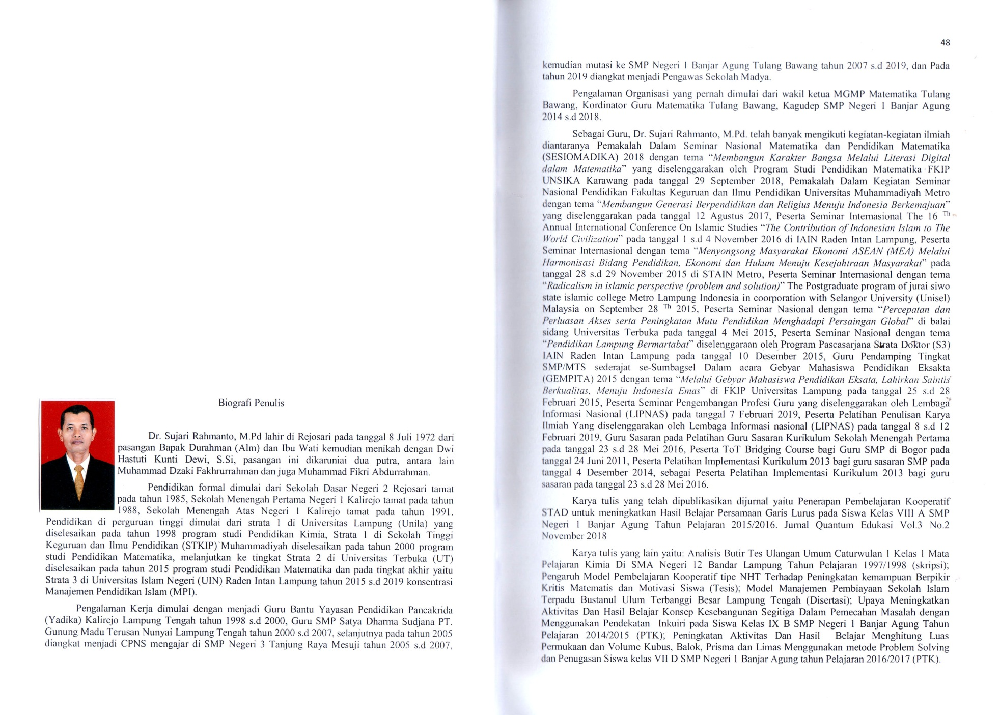 Biografi Penulis
Dr. Sujari Rahmanto, M.Pd lahir di Rejosari pada tanggal 8 Juli 1972 dari
pasangan Bapak Durahman (Alm) dan Ibu Wati kemudian menikah dengan Dwi
Hastuti Kunti Dewi, S.Si, pasangan ini dikaruniai dua putra, antara lain
Muhammad Dzaki Fakhrurrahman dan juga Muhammad Fikri Abdurrahman.
Pendidikan formal dimulai dari Sekolah Dasar Negeri 2 Rejosari tamat
pada tahun 1985, Sekolah Menengah Pertama Negeri 1 Kalirejo tamat pada tahun
1988, Sekolah Menengah Atas Negeri 1 Kalirejo tamat pada tahun 1991.
Pendidikan di perguruan tinggi dimulai dari strata 1 di Universitas Lampung (Unila) yang
diselesaikan pada tahun 1998 program studi Pendidikan Kimia, Strata 1 di Sekolah Tinggi
Keguruan dan Ilmu Pendidikan (STKIP) Muhammadiyah diselesaikan pada tahun 2000 program
studi Pendidikan Matematika, melanjutkan ke tingkat Strata 2 di Universitas Terbuka (UT)
diselesaikan pada tahun 2015 program studi Pendidikan Matematika dan pada tingkat akhir yaitu
Strata 3 di Universitas Islam Negeri (UIN) Raden Intan Lampung tahun 2015 s.d 2019 konsentrasi
Manajemen Pendidikan Islam (MPI).
Pengalaman Kerja dimulai dengan menjadi Guru Bantu Yayasan Pendidikan Pancakrida
(Yadika) Kalirejo Lampung Tengah tahun 1998 s.d 2000, Guru SMP Satya Dharma Sudjana PT.
Gunung Madu Terusan Nunyai Lampung Tengah tahun 2000 s.d 2007, selanjutnya pada tahun 2005
diangkat menjadi CPNS mengajar di SMP Negeri 3 Tanjung Raya Mesuji tahun 2005 s.d 2007,
48
kemudian mutasi ke SMP Negeri 1 Banjar Agung Tulang Bawang tahun 2007 s.d 2019, dan Pada
tahun 2019 diangkat menjadi Pengawas Sekolah Madya.
Pengalaman Organisasi yang pernah dimulai dari wakil ketua MGMP Matematika Tulang
Bawang, Kordinator Guru Matematika Tulang Bawang, Kagudep SMP Negeri 1 Banjar Agung
2014 s.d 2018.
Sebagai Guru, Dr. Sujari Rahmanto, M.Pd. telah banyak mengikuti kegiatan-kegiatan ilmiah
diantaranya Pemakalah Dalam Seminar Nasional Matematika dan Pendidikan Matematika
(SESIOMADIKA) 2018 dengan tema “Membangun Karakter Bangsa Melalui Literasi Digital
dalam Matematika” yang diselenggarakan oleh Program Studi Pendidikan Matematika FKIP
UNSIKA Karawang pada tanggal 29 September 2018, Pemakalah Dalam Kegiatan Seminar
Nasional Pendidikan Fakultas Keguruan dan Ilmu Pendidikan Universitas Muhammadiyah Metro
dengan tema “Membangun Generasi Berpendidikan dan Religius Menuju Indonesia Berkemajuan”
yang diselenggarakan pada tanggal 12 Agustus 2017, Peserta Seminar Internasional The 16 Th
Annual International Conference On Islamic Studies “The Contribution of Indonesian Islam to The
World Civilization” pada tanggal 1 s.d 4 November 2016 di IAIN Raden Intan Lampung, Peserta
Seminar Internasional dengan tema “Menyongsong Masyarakat Ekonomi ASEAN (MEA) Melalui
Harmonisasi Bidang Pendidikan, Ekonomi dan Hukum Menuju Kesejahtraan Masyarakat” pada
tanggal 28 s.d 29 November 2015 di STAIN Metro, Peserta Seminar Internasional dengan tema
“Radicalism in islamic perspective (problem and solution)” The Postgraduate program of jurai siwo
state islamic college Metro Lampung Indonesia in coorporation with Selangor University (Unisel)
Malaysia on September 28 Th 2015, Peserta Seminar Nasional dengan tema “Percepatan dan
Perluasan Akses serta Peningkatan Mutu Pendidikan Menghadapi Persaingan Global” di balai
sidang Universitas Terbuka pada tanggal 4 Mei 2015, Peserta Seminar Nasional dengan tema
“Pendidikan Lampung Bermartabat” diselenggaraan oleh Program Pascasarjana Strata Doktor (S3)
IAIN Raden Intan Lampung pada tanggal 10 Desember 2015, Guru Pendamping Tingkat
SMP/MTS sederajat se-Sumbagsel Dalam acara Gebyar Mahasiswa Pendidikan Eksakta
(GEMPITA) 2015 dengan tema “Melalui Gebyar Mahasiswa Pendidikan Eksata, Lahirkan Saintis
Berkualitas, Menuju Indonesia Emas” di FKIP Universitas Lampung pada tanggal 25 s.d 28
Februari 2015, Peserta Seminar Pengembangan Profesi Guru yang diselenggarakan oleh Lembaga
Informasi Nasional (LIPNAS) pada tanggal 7 Februari 2019, Peserta Pelatihan Penulisan Karya
Ilmiah Yang diselenggarakan oleh Lembaga Informasi nasional (LIPNAS) pada tanggal 8 s.d 12
Februari 2019, Guru Sasaran pada Pelatihan Guru Sasaran Kurikulum Sekolah Menengah Pertama
pada tanggal 23 s.d 28 Mei 2016, Peserta ToT Bridging Course bagi Guru SMP di Bogor pada
tanggal 24 Juni 2011, Peserta Pelatihan Implementasi Kurikulum 2013 bagi guru sasaran SMP pada
tanggal 4 Desember 2014, sebagai Peserta Pelatihan Implementasi Kurikulum 2013 bagi guru
sasaran pada tanggal 23 s.d 28 Mei 2016.
Karya tulis yang telah dipublikasikan dijurnal yaitu Penerapan Pembelajaran Kooperatif
STAD untuk meningkatkan Hasil Belajar Persamaan Garis Lurus pada Siswa Kelas VIII A SMP
Negeri 1 Banjar Agung Tahun Pelajaran 2015/2016. Jurnal Quantum Edukasi Vol.3 No.2
November 2018
Karya tulis yang lain yaitu: Analisis Butir Tes Ulangan Umum Caturwulan 1 Kelas 1 Mata
Pelajaran Kimia Di SMA Negeri 12 Bandar Lampung Tahun Pelajaran 1997/1998 (skripsi);
Pengaruh Model Pembelajaran Kooperatif tipe NHT Terhadap Peningkatan kemampuan Berpikir
Kritis Matematis dan Motivasi Siswa (Tesis); Model Manajemen Pembiayaan Sekolah Islam
Terpadu Bustanul Ulum Terbanggi Besar Lampung Tengah (Disertasi); Upaya Meningkatkan
Aktivitas Dan Hasil Belajar Konsep Kesebangunan Segitiga Dalam Pemecahan Masalah dengan
Menggunakan Pendekatan Inkuiri pada Siswa Kelas IX B SMP Negeri 1 Banjar Agung Tahun
Pelajaran 2014/2015 (PTK); Peningkatan Aktivitas Dan Hasil Belajar Menghitung Luas
Permukaan dan Volume Kubus, Balok, Prisma dan Limas Menggunakan metode Problem Solving
dan Penugasan Siswa kelas VII D SMP Negeri 1 Banjar Agung tahun Pelajaran 2016/2017 (PTK).